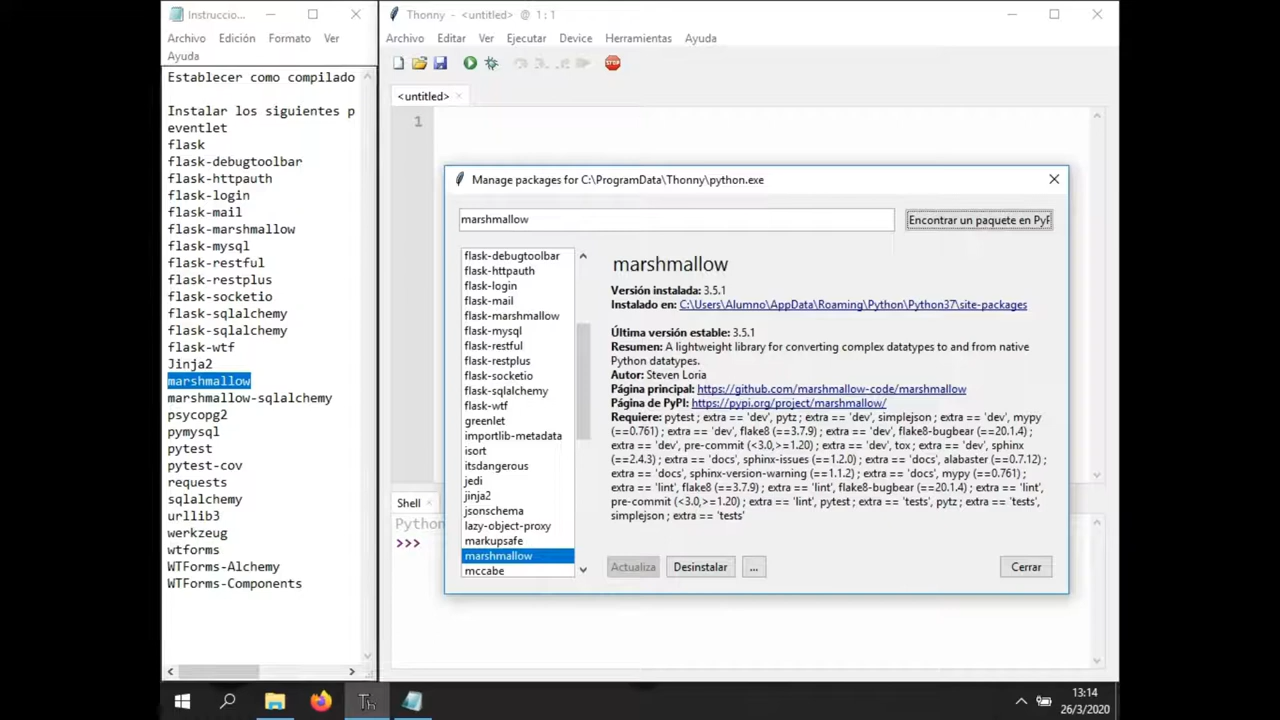 Instruccio...
Archivo Edición Formato Ver
Ayuda
Establecer como compilado
Instalar los siguientes p
eventlet
flask
flask-debugtoolbar
flask-httpauth
flask-login
flask-mail
flask-marshmallow
flask-mysql
flask-restful
flask-restplus
flask-socketio
flask-sqlalchemy
flask-sqlalchemy
flask-wtf
Jinja2
marshmallow
marshmallow-sqlalchemy
psycopg2
pymysql
pytest
pytest-cov
requests
sqlalchemy
urllib3
werkzeug
wtforms
WTForms-Alchemy
WTForms-Components
Thonny - <untitled> @ 1 : 1
Archivo Editar Ver Ejecutar Device Herramientas Ayuda
STOP
<untitled>
1
Manage packages for C:\ProgramData\Thonny\python.exe
marshmallow
Encontrar un paquete en PyP
flask-debugtoolbar
flask-httpauth
flask-login
flask-mail
flask-marshmallow
flask-mysql
flask-restful
flask-restplus
flask-socketio
flask-sqlalchemy
flask-wtf
greenlet
importlib-metadata
isort
itsdangerous
jedi
jinja2
jsonschema
lazy-object-proxy
markupsafe
marshmallow
mccabe
marshmallow
Versión instalada: 3.5.1
Instalado en: C:\Users\Alumno\AppData\Roaming\Python\Python37\site-packages
Última versión estable: 3.5.1
Resumen: A lightweight library for converting complex datatypes to and from native
Python datatypes.
Autor: Steven Loria
Página principal: https://github.com/marshmallow-code/marshmallow
Página de PyPI: https://pypi.org/project/marshmallow/
Requiere: pytest ; extra == 'dev', pytz ; extra == 'dev', simplejson ; extra == 'dev', mypy
(==0.761) ; extra == 'dev', flake8 (==3.7.9) ; extra == 'dev', flake8-bugbear (==20.1.4) ; extra
== 'dev', pre-commit (<3.0,>=1.20) ; extra == 'dev', tox ; extra == 'dev', sphinx
(==2.4.3) ; extra == 'docs', sphinx-issues (==1.2.0) ; extra == 'docs', alabaster (==0.7.12) ;
extra == 'docs', sphinx-version-warning (==1.1.2) ; extra == 'docs', mypy (==0.761) ; extra
== 'lint', flake8 (==3.7.9) ; extra == 'lint', flake8-bugbear (==20.1.4) ; extra == 'lint',
pre-commit (<3.0,>=1.20) ; extra == 'lint', pytest ; extra == 'tests', pytz ; extra == 'tests',
simplejson ; extra == 'tests'
Actualiza Desinstalar ... Cerrar
Shell
Python
>>>
Th
13:14
26/3/2020